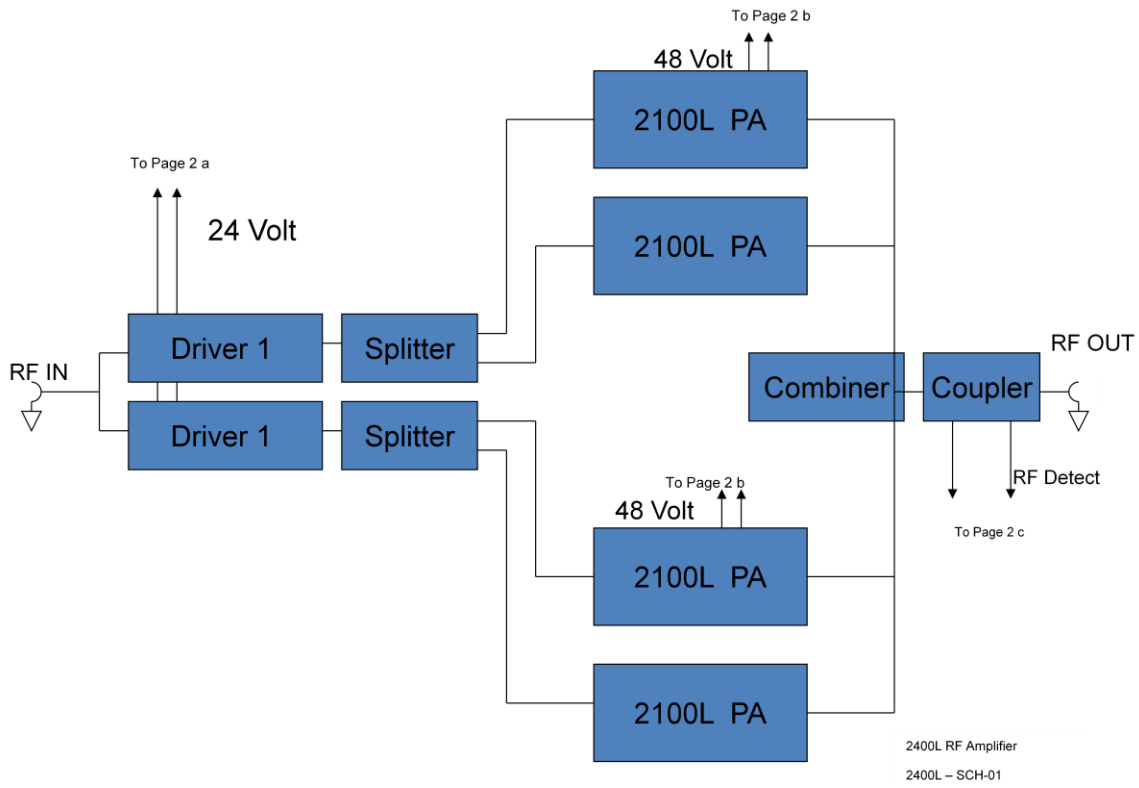 To Page 2 b
48 Volt
2100L PA
To Page 2 a
24 Volt
2100L PA
Driver 1
Splitter
RF IN
RF OUT
Combiner
Coupler
Driver 1
Splitter
RF Detect
To Page 2 b
48 Volt
To Page 2 c
2100L PA
2100L PA
2400L RF Amplifier
2400L – SCH-01